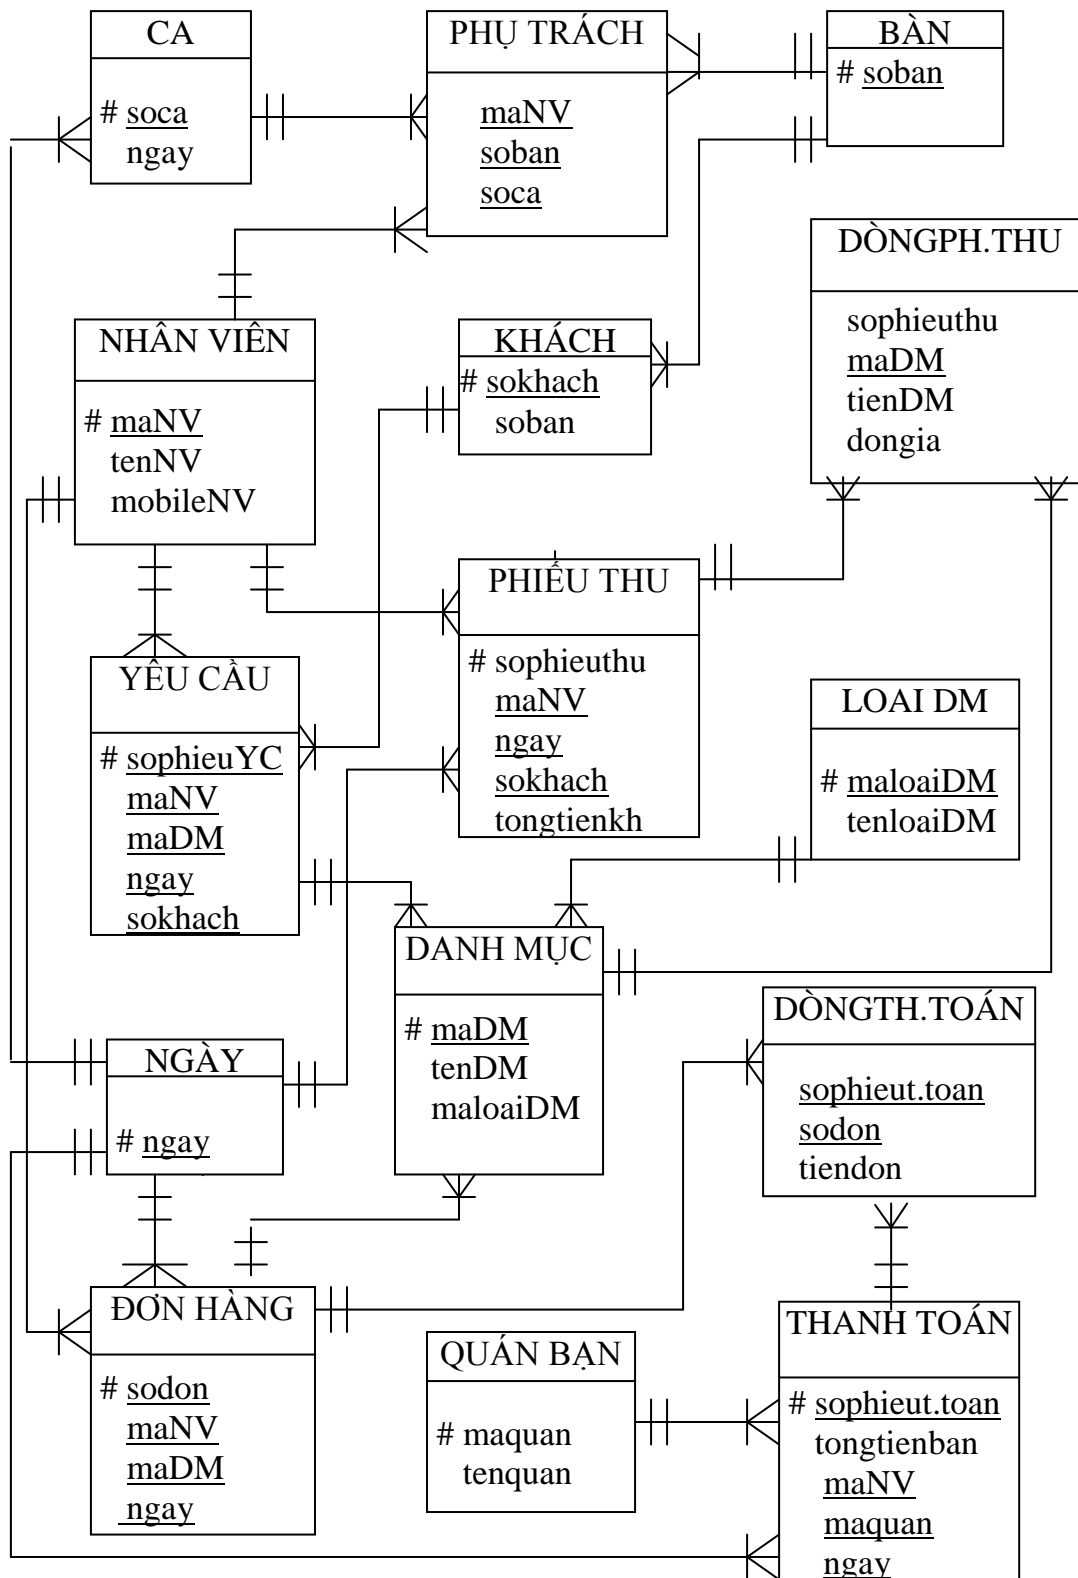 CA
# soca
ngay
PHỤ TRÁCH
maNV
soban
soca
BÀN
# soban
DÒNGPH.THU
sophieuthu
maDM
tienDM
dongia
NHÂN VIÊN
# maNV
tenNV
mobileNV
KHÁCH
# sokhach
soban
PHIẾU THU
# sophieuthu
maNV
ngay
sokhach
tongtienkh
YÊU CẦU
# sophieuYC
maNV
maDM
ngay
sokhach
LOAI DM
# maloaiDM
tenloaiDM
DANH MỤC
# maDM
tenDM
maloaiDM
DÒNGTH.TOÁN
sophieut.toan
sodon
tiendon
NGÀY
# ngay
ĐƠN HÀNG
# sodon
maNV
maDM
ngay
QUÁN BẠN
# maquan
tenquan
THANH TOÁN
# sophieut.toan
tongtienban
maNV
maquan
ngay